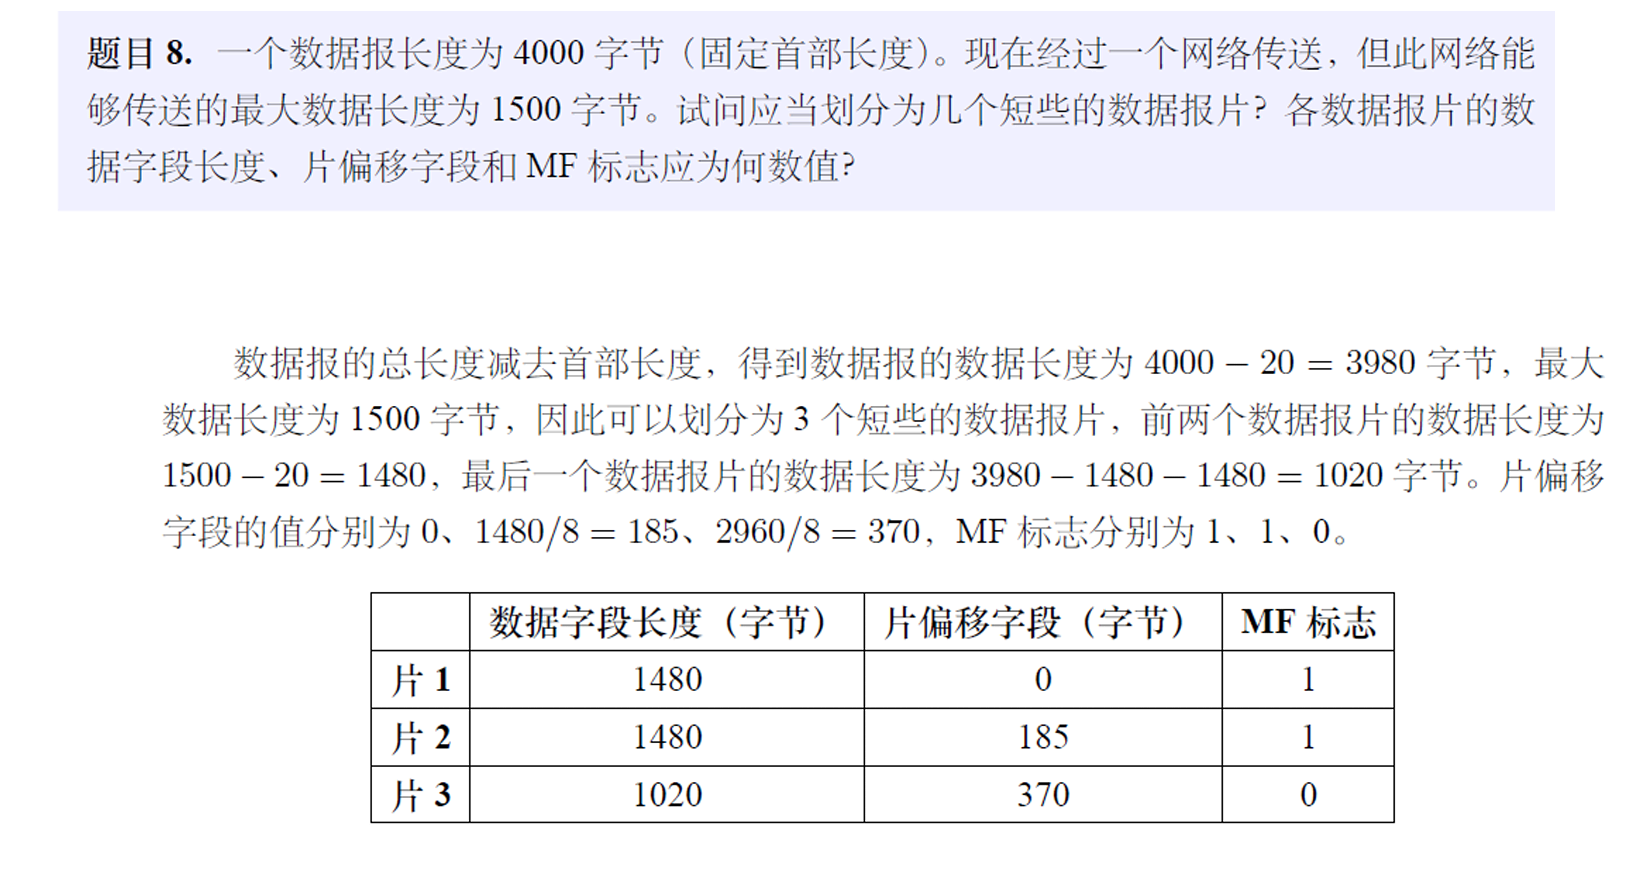 题目 8. 一个数据报长度为 4000 字节（固定首部长度）。现在经过一个网络传送，但此网络能
够传送的最大数据长度为 1500 字节。试问应当划分为几个短些的数据报片？各数据报片的数
据字段长度、片偏移字段和 MF 标志应为何数值？
数据报的总长度减去首部长度，得到数据报的数据长度为 4000 − 20 = 3980 字节，最大
数据长度为 1500 字节，因此可以划分为 3 个短些的数据报片，前两个数据报片的数据长度为
1500 − 20 = 1480，最后一个数据报片的数据长度为 3980 − 1480 − 1480 = 1020 字节。片偏移
字段的值分别为 0、1480/8 = 185、2960/8 = 370，MF 标志分别为 1、1、0。
数据字段长度（字节） 片偏移字段（字节） MF 标志
片 1 1480 0 1
片 2 1480 185 1
片 3 1020 370 0